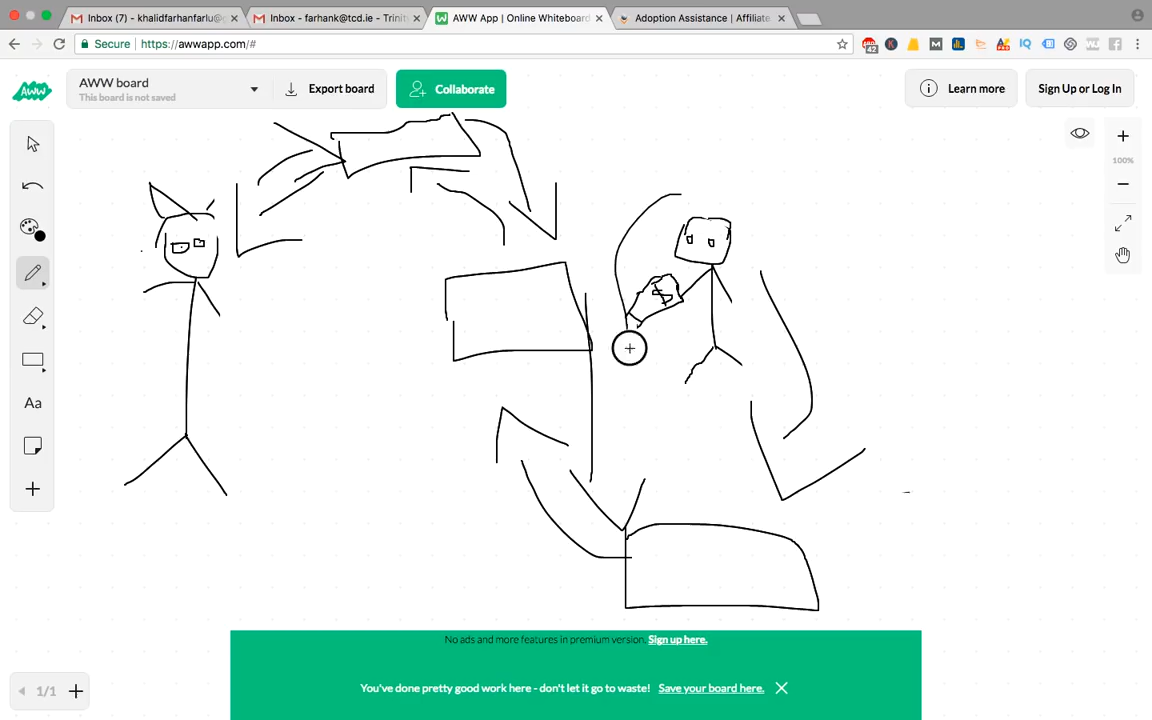 Inbox (7) - khalidfarhanfarlu@g
Inbox - farhank@tcd.ie - Trinit
AWW App | Online Whiteboard
Adoption Assistance | Affiliate
Secure
https://awwapp.com/#
42
K
M
IQ
AWW
AWW board
This board is not saved
Export board
Collaborate
Learn more
Sign Up or Log In
100%
Aa
$
No ads and more features in premium version. Sign up here.
You've done pretty good work here - don't let it go to waste! Save your board here.
1/1